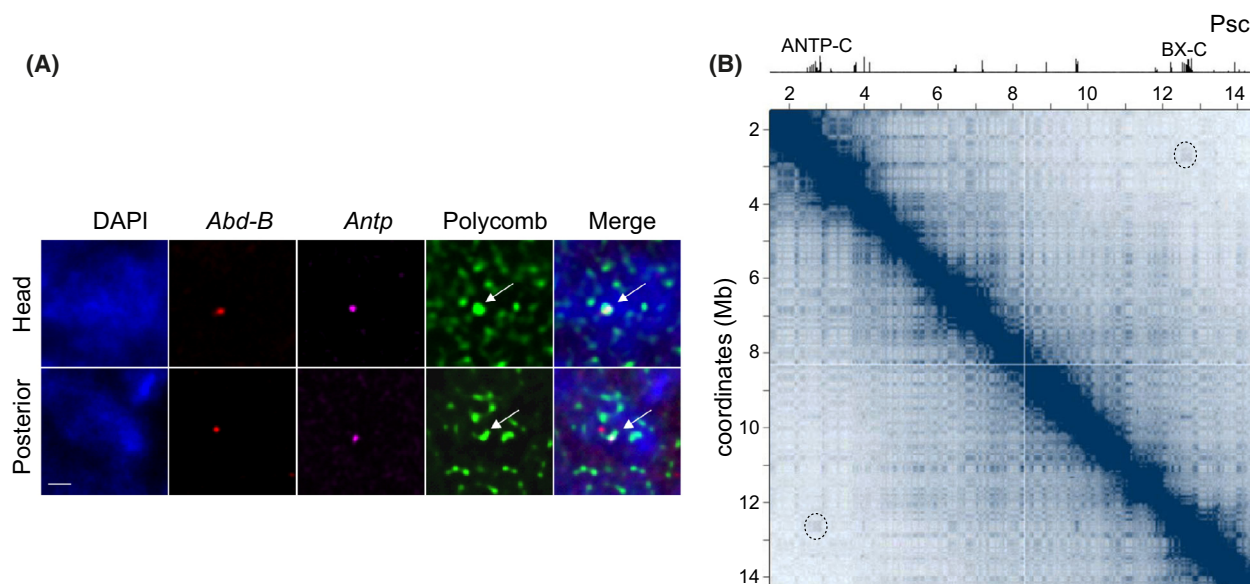 (A)
DAPI Abd-B Antp Polycomb Merge
Head
Posterior
(B)
Psc
ANTP-C BX-C
2 4 6 8 10 12 14
coordinates (Mb)
2
4
6
8
10
12
14